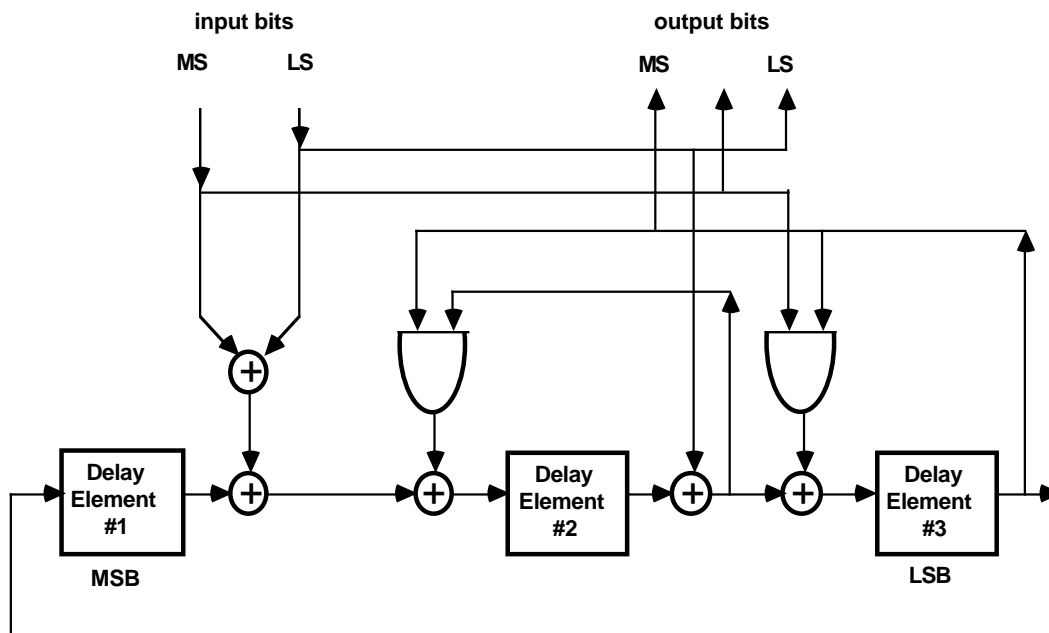 input bits
output bits
MS
LS
MS
LS
+
+
+
+
+
Delay
Element
#1
Delay
Element
#2
Delay
Element
#3
MSB
LSB